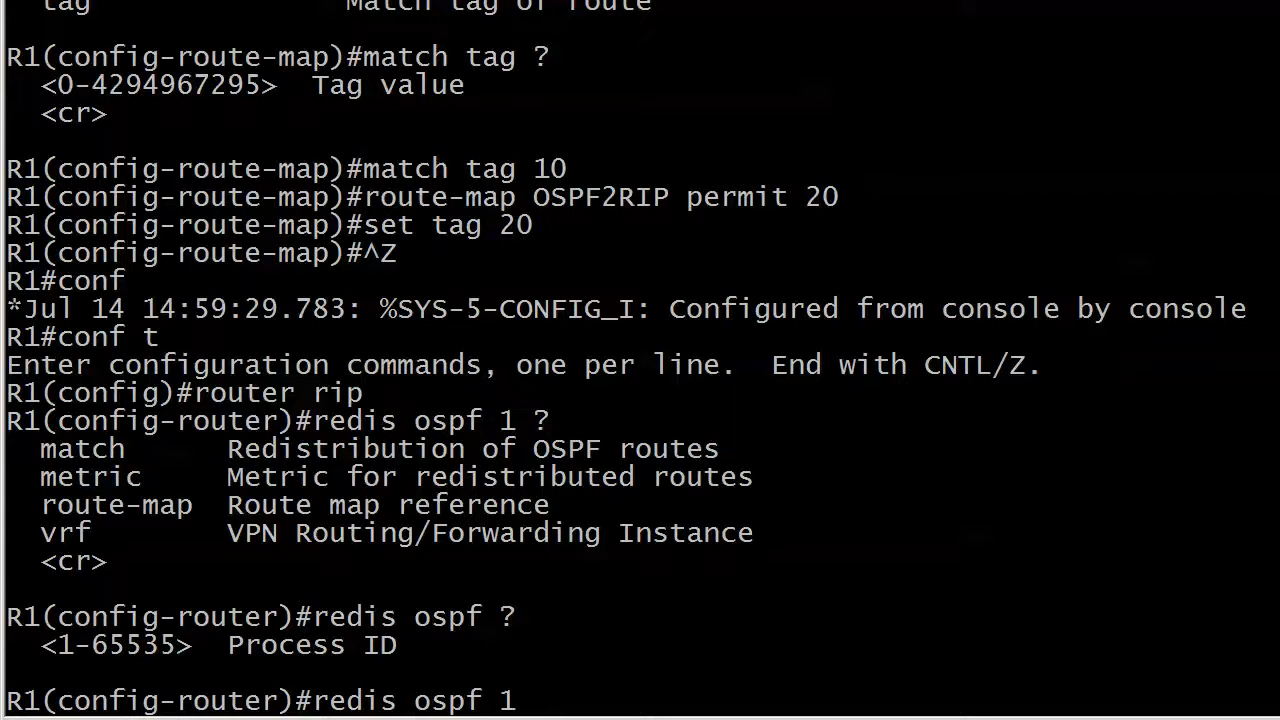 tag                 Match tag of route
R1(config-route-map)#match tag ?
  <0-4294967295>  Tag value
  <cr>
R1(config-route-map)#match tag 10
R1(config-route-map)#route-map OSPF2RIP permit 20
R1(config-route-map)#set tag 20
R1(config-route-map)#^Z
R1#conf
*Jul 14 14:59:29.783: %SYS-5-CONFIG_I: Configured from console by console
R1#conf t
Enter configuration commands, one per line.  End with CNTL/Z.
R1(config)#router rip
R1(config-router)#redis ospf 1 ?
  match      Redistribution of OSPF routes
  metric     Metric for redistributed routes
  route-map  Route map reference
  vrf        VPN Routing/Forwarding Instance
  <cr>
R1(config-router)#redis ospf ?
  <1-65535>  Process ID
R1(config-router)#redis ospf 1